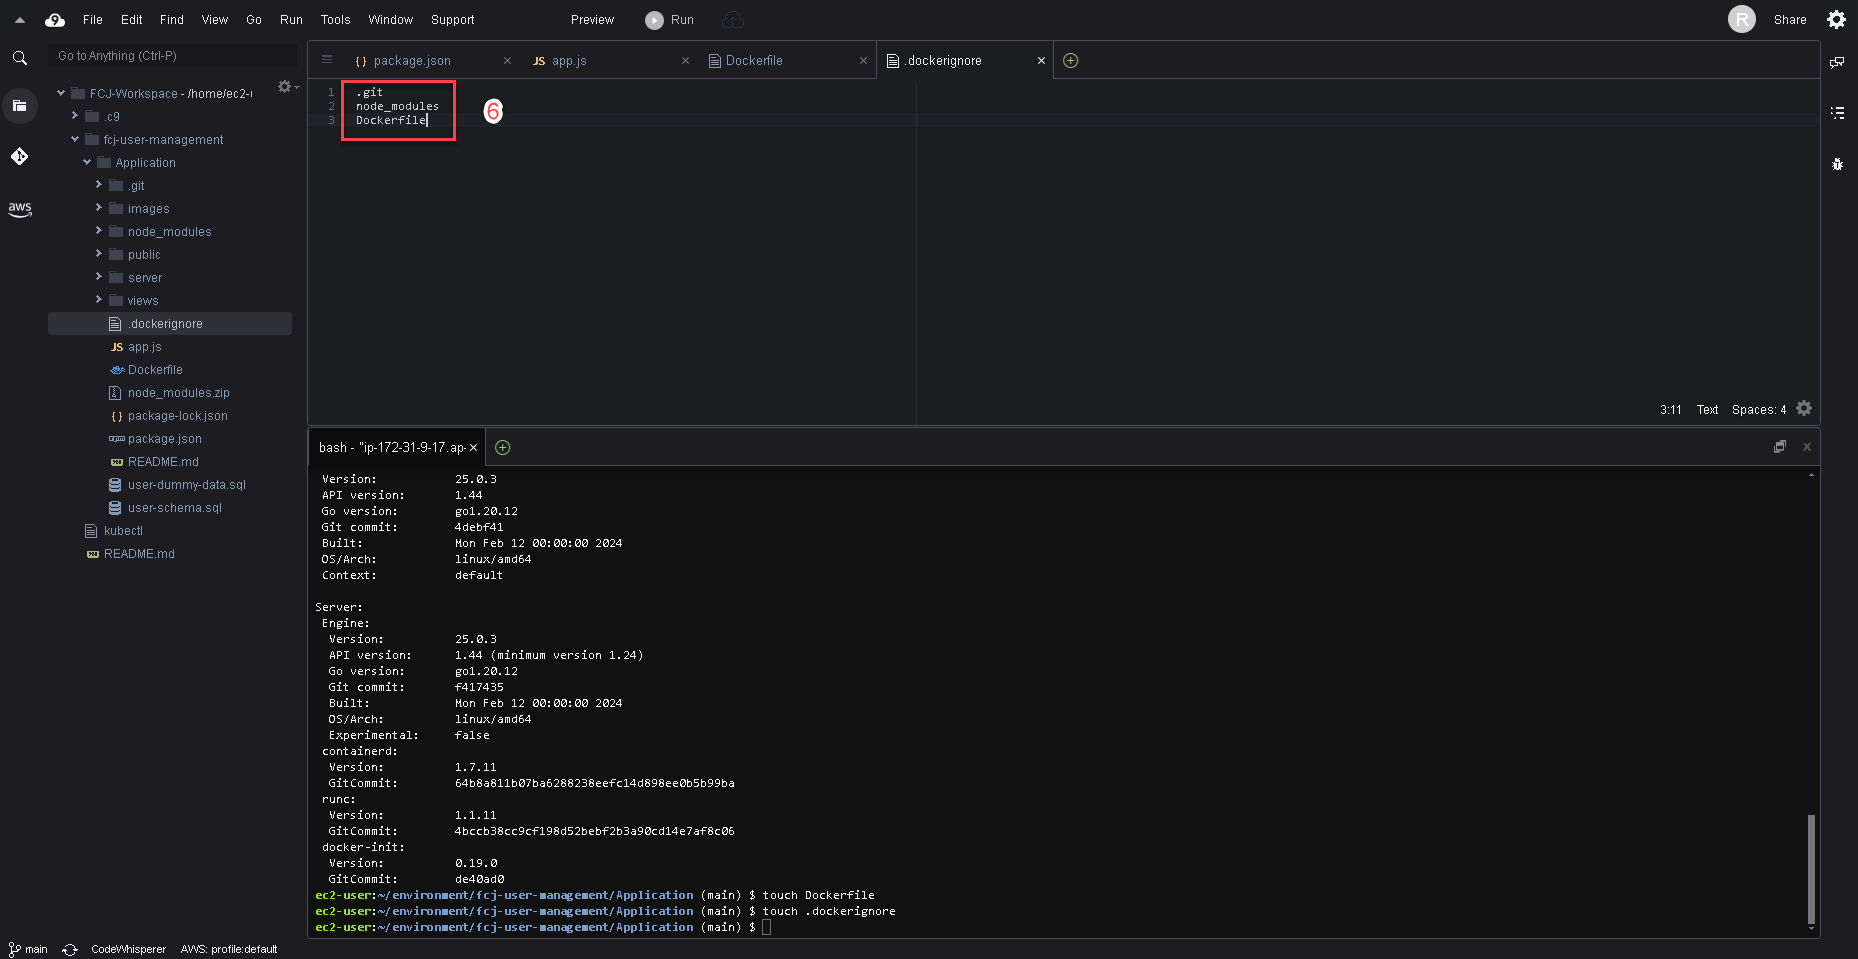 9 File Edit Find View Go Run Tools Window Support Preview Run R Share
Go to Anything (Ctrl-P)
{} package.json
JS app.js
Dockerfile
.dockerignore
FCJ-Workspace - /home/ec2-
.c9
fcj-user-management
Application
.git
images
node_modules
public
server
views
.dockerignore
JS app.js
Dockerfile
node_modules.zip
{} package-lock.json
package.json
README.md
user-dummy-data.sql
user-schema.sql
kubectl
README.md
aws
1 .git
2 node_modules
3 Dockerfile
6
3:11 Text Spaces: 4
bash - "ip-172-31-9-17.ap-
Version: 25.0.3
API version: 1.44
Go version: go1.20.12
Git commit: 4debf41
Built: Mon Feb 12 00:00:00 2024
OS/Arch: linux/amd64
Context: default
Server:
Engine:
Version: 25.0.3
API version: 1.44 (minimum version 1.24)
Go version: go1.20.12
Git commit: f417435
Built: Mon Feb 12 00:00:00 2024
OS/Arch: linux/amd64
Experimental: false
containerd:
Version: 1.7.11
GitCommit: 64b8a811b07ba6288238eefc14d898ee0b5b99ba
runc:
Version: 1.1.11
GitCommit: 4bccb38cc9cf198d52bebf2b3a90cd14e7af8c06
docker-init:
Version: 0.19.0
GitCommit: de40ad0
ec2-user:~/environment/fcj-user-management/Application (main) $ touch Dockerfile
ec2-user:~/environment/fcj-user-management/Application (main) $ touch .dockerignore
ec2-user:~/environment/fcj-user-management/Application (main) $
main CodeWhisperer AWS: profile:default